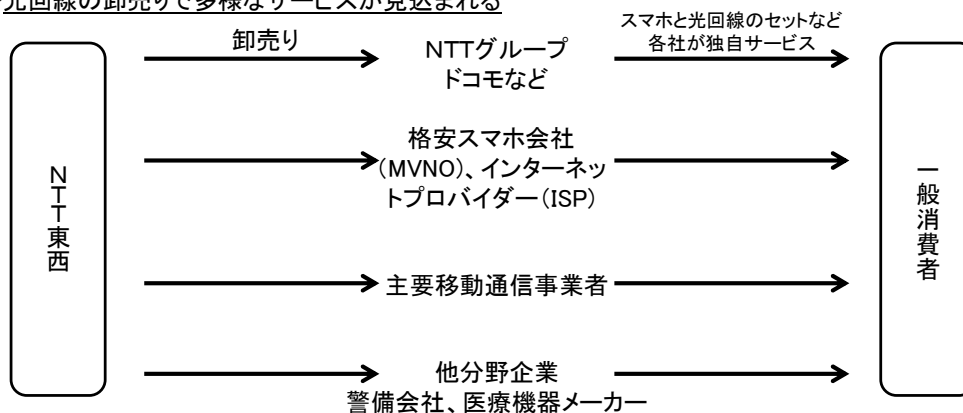 光回線の卸売りで多様なサービスが見込まれる
卸売り
スマホと光回線のセットなど
各社が独自サービス
NTTグループ
ドコモなど
格安スマホ会社
(MVNO)、インターネッ
トプロバイダー(ISP)
主要移動通信事業者
他分野企業
警備会社、医療機器メーカー
NTT東西
一般消費者